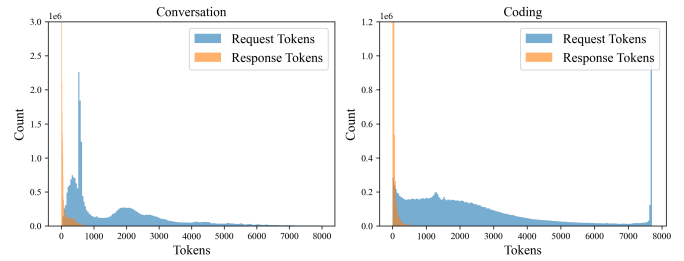 Conversation
1e6
3.0
2.5
2.0
1.5
1.0
0.5
0.0
Count
Request Tokens
Response Tokens
0 1000 2000 3000 4000 5000 6000 7000 8000
Tokens
Coding
1e6
1.2
1.0
0.8
0.6
0.4
0.2
0.0
Count
Request Tokens
Response Tokens
0 1000 2000 3000 4000 5000 6000 7000 8000
Tokens